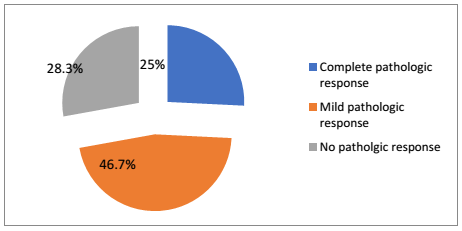 28.3%
25%
46.7%
Complete pathologic
response
Mild pathologic
response
No patholgic response